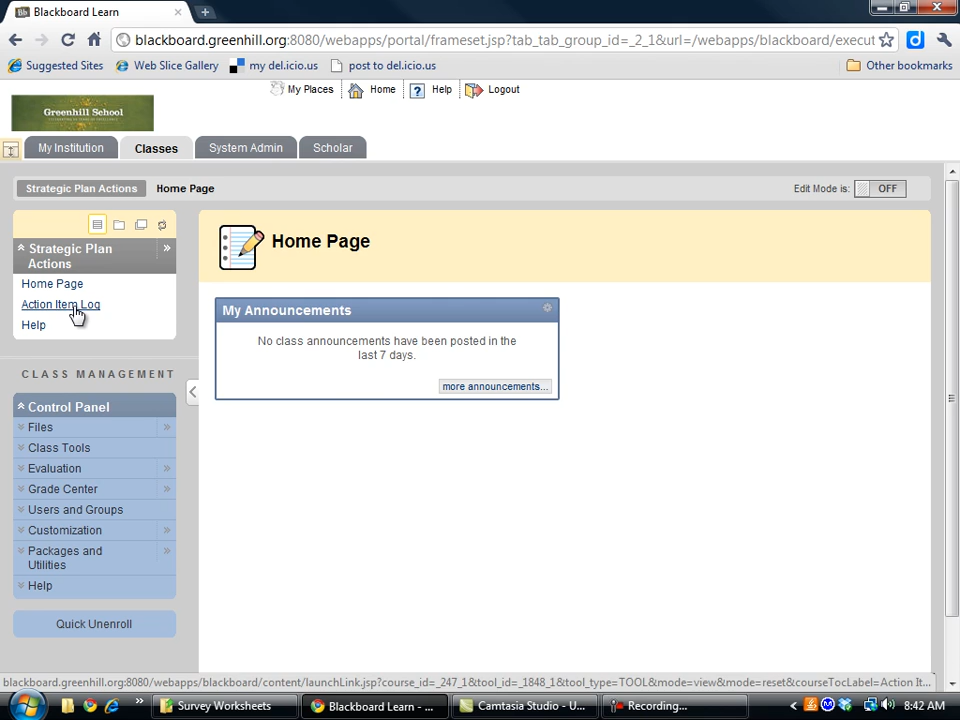 Blackboard Learn
blackboard.greenhill.org:8080/webapps/portal/frameset.jsp?tab_tab_group_id=_2_1&url=/webapps/blackboard/execut
Suggested Sites
Web Slice Gallery
my del.icio.us
post to del.icio.us
Other bookmarks
My Places
Home
Help
Logout
Greenhill School
My Institution
Classes
System Admin
Scholar
Strategic Plan Actions
Home Page
Edit Mode is:
OFF
Strategic Plan
Actions
Home Page
Action Item Log
Help
CLASS MANAGEMENT
Control Panel
Files
Class Tools
Evaluation
Grade Center
Users and Groups
Customization
Packages and
Utilities
Help
Quick Unenroll
Home Page
My Announcements
No class announcements have been posted in the
last 7 days.
more announcements...
blackboard.greenhill.org:8080/webapps/blackboard/content/launchLink.jsp?course_id=_247_1&tool_id=_1848_1&tool_type=TOOL&mode=view&mode=reset&courseTocLabel=Action It...
Survey Worksheets
Blackboard Learn - ...
Camtasia Studio - U...
Recording...
8:42 AM